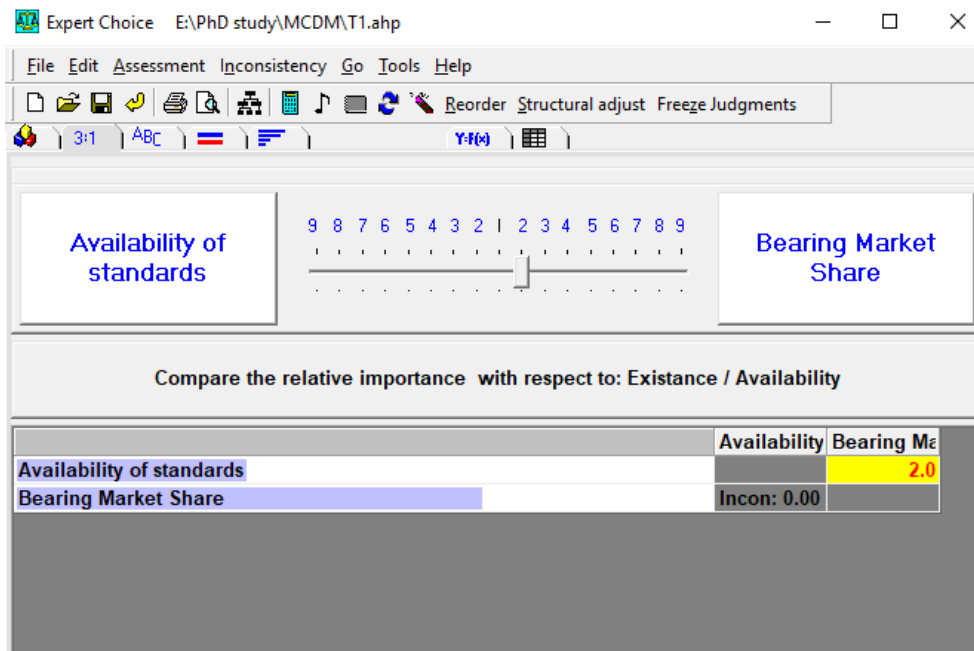 Expert Choice E:\PhD study\MCDM\T1.ahp
File Edit Assessment Inconsistency Go Tools Help
Reorder Structural adjust Freeze Judgments
3:1 ABC Y=F(x)
Availability of
standards
9 8 7 6 5 4 3 2 1 2 3 4 5 6 7 8 9
Bearing Market
Share
Compare the relative importance with respect to: Existance / Availability
Availability Bearing Ma
Availability of standards 2.0
Bearing Market Share Incon: 0.00